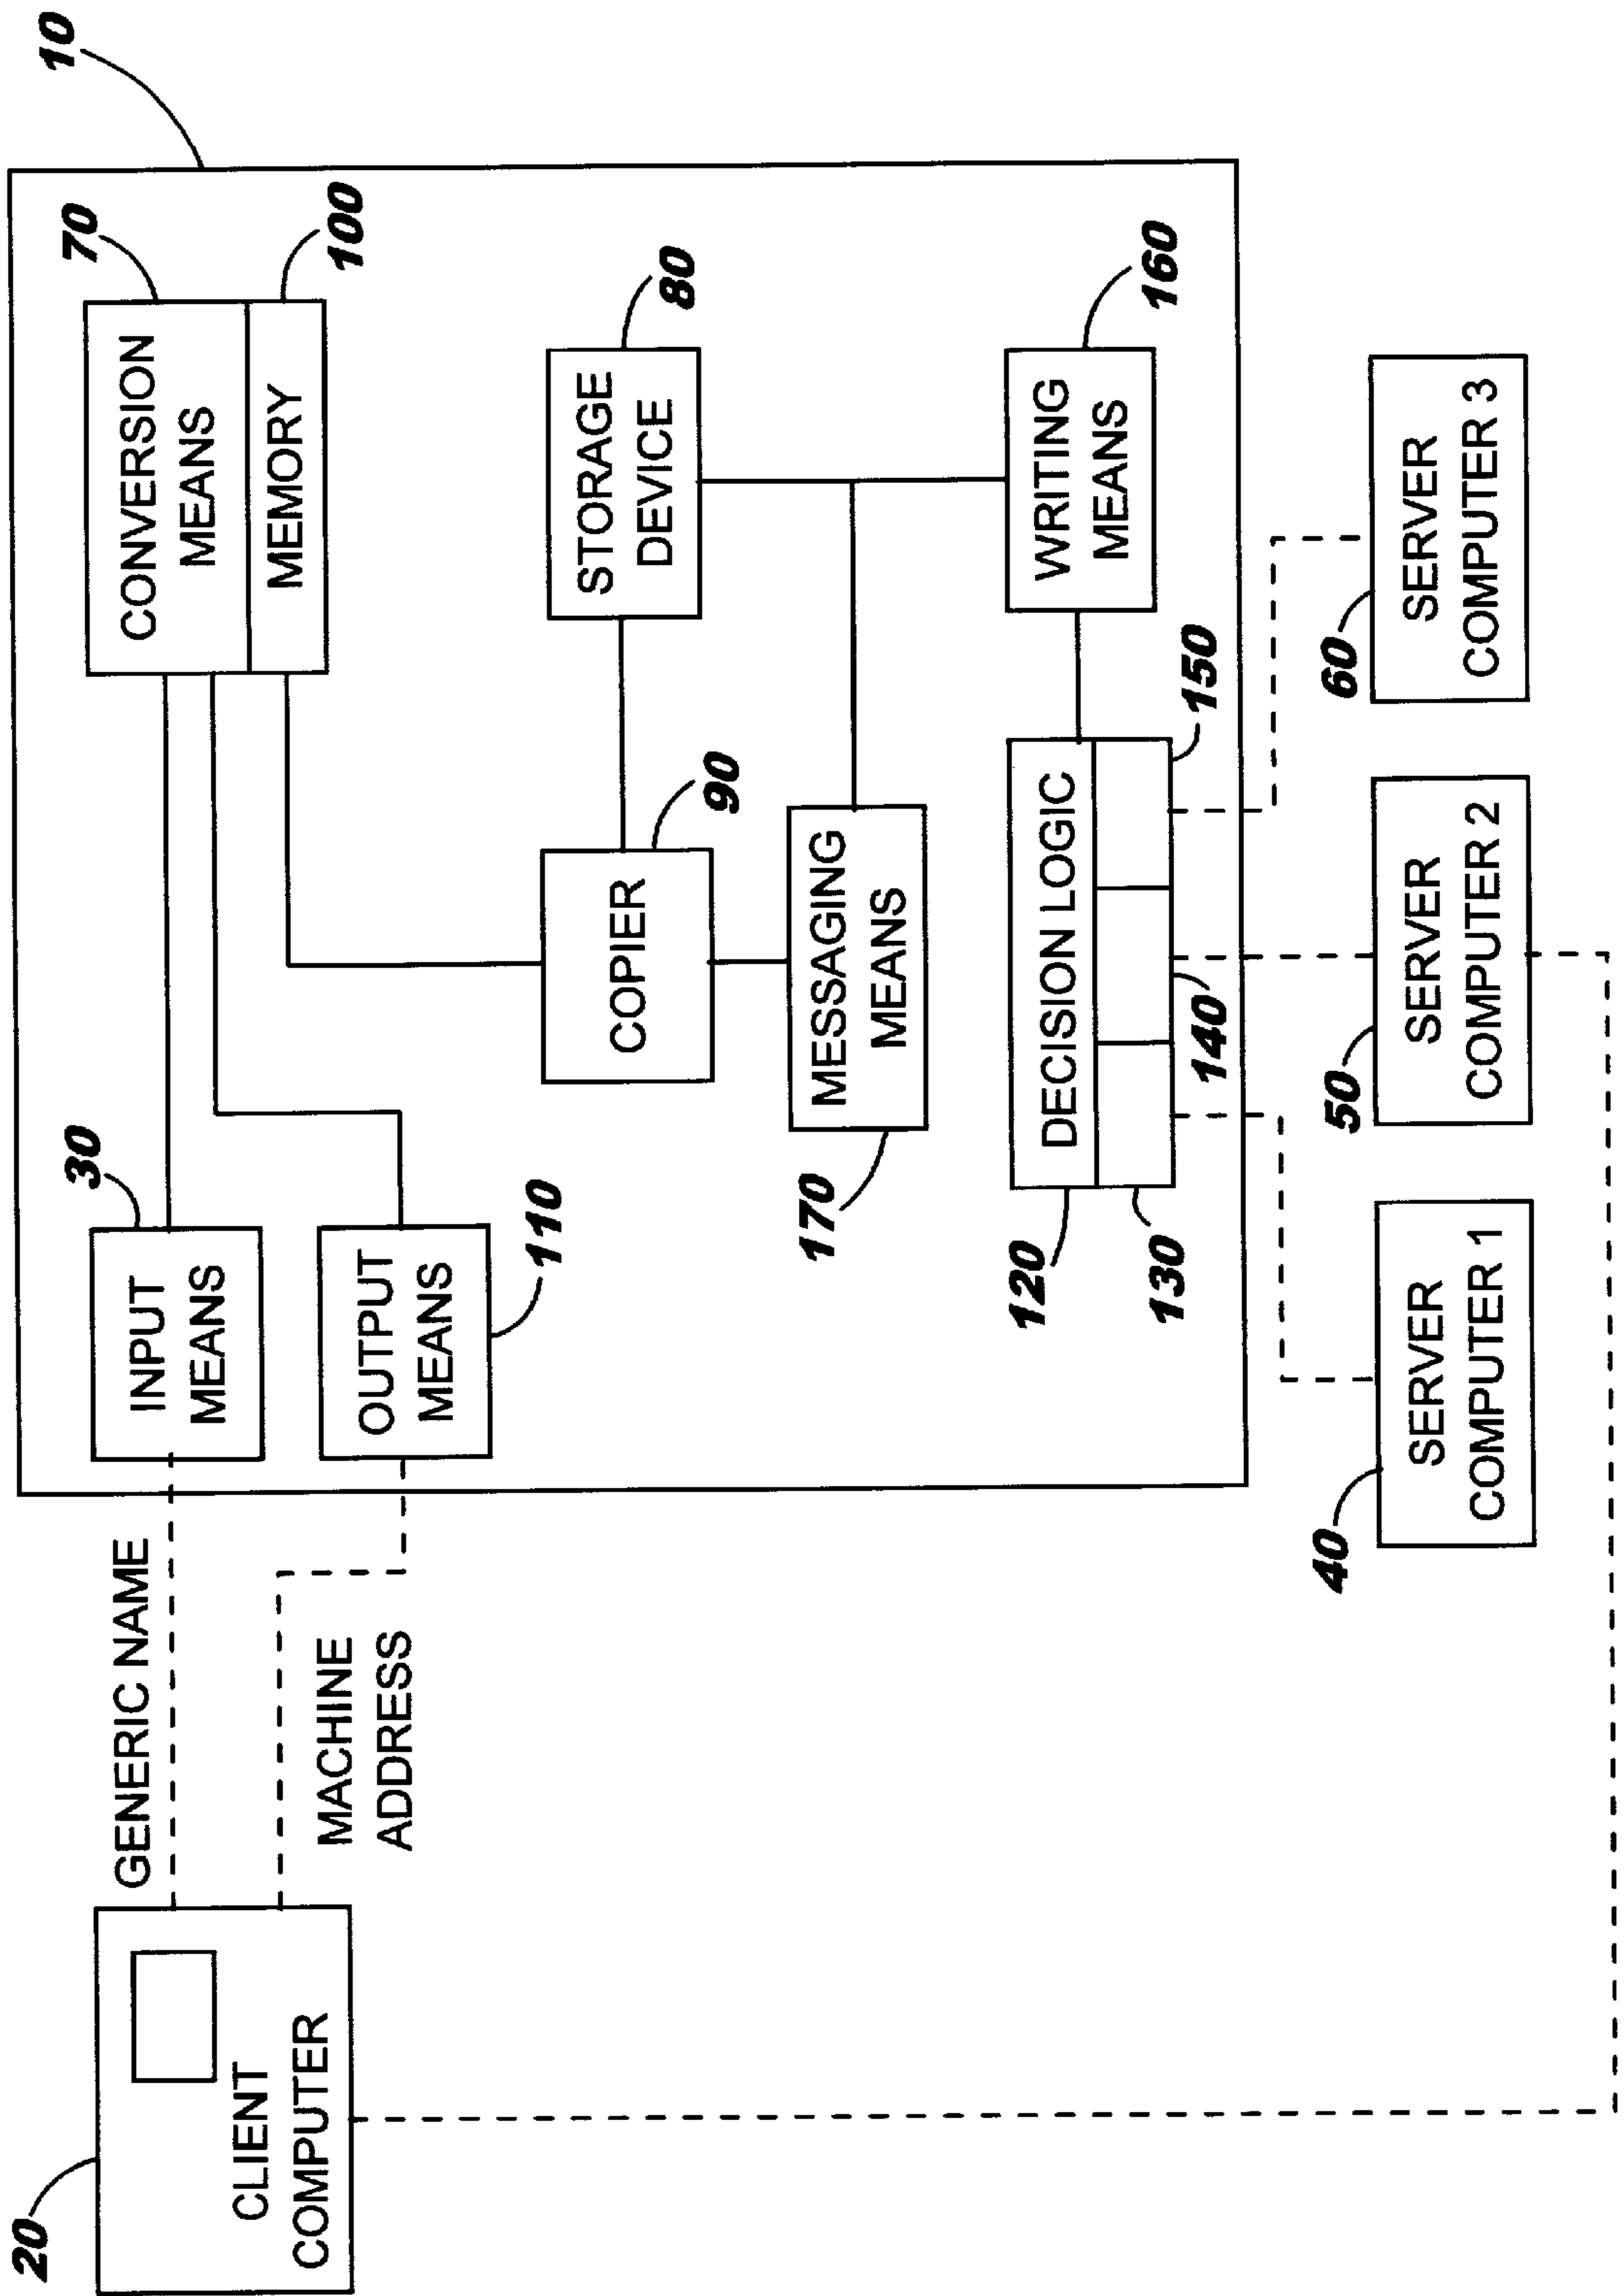 10
70
CONVERSION
MEANS
100
MEMORY
30
INPUT
MEANS
GENERIC NAME
20
CLIENT
COMPUTER
OUTPUT
MEANS
110
MACHINE
ADDRESS
80
STORAGE
DEVICE
90
COPIER
MESSAGING
MEANS
170
160
WRITING
MEANS
120
DECISION LOGIC
130
140
150
40
SERVER
COMPUTER 1
50
SERVER
COMPUTER 2
60
SERVER
COMPUTER 3